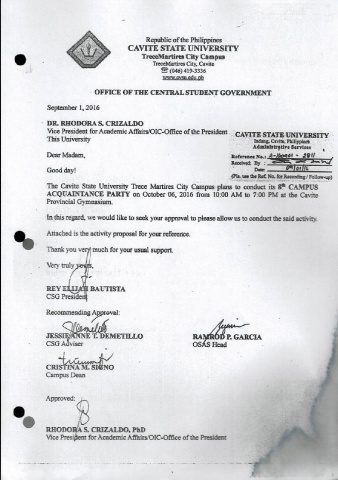 Republic of the Philippines
CAVITE STATE UNIVERSITY
TreceMartires City Campus
TreceMartires City, Cavite
☎ (046) 419-3336
www.cvsu.edu.ph
OFFICE OF THE CENTRAL STUDENT GOVERNMENT
September 1, 2016
DR. RHODORA S. CRIZALDO
Vice President for Academic Affairs/OIC-Office of the President
This University
CAVITE STATE UNIVERSITY
Indang, Cavite, Philippines
Administrative Services
Reference No.:
Received By :
Date
(Pls. use the Ref. No. for Recording / Follow-up)
Dear Madam,
Good day!
The Cavite State University Trece Martires City Campus plans to conduct its 8th CAMPUS
ACQUAINTANCE PARTY on October 06, 2016 from 10:00 AM to 7:00 PM at the Cavite
Provincial Gymnasium.
In this regard, we would like to seek your approval to please allow us to conduct the said activity.
Attached is the activity proposal for your reference.
Thank you very much for your usual support.
Very truly yours,
REY ELIJAH BAUTISTA
CSG President
Recommending Approval:
JESSIE ANNE T. DEMETILLO
CSG Adviser
RAMROD P. GARCIA
OSAS Head
CRISTINA M. SIGNO
Campus Dean
Approved:
RHODORA S. CRIZALDO, PhD
Vice President for Academic Affairs/OIC-Office of the President